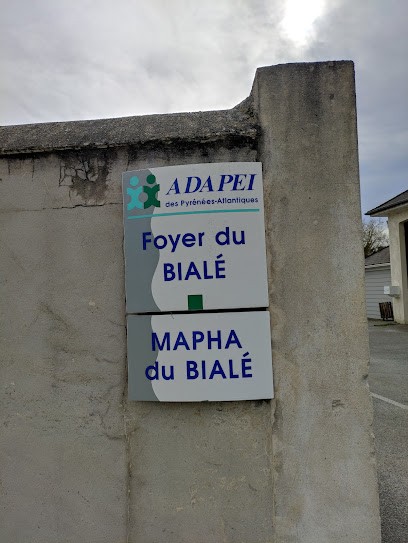 ADAPEI
des Pyrénées-Atlantiques
Foyer du
BIALÉ
MAPHA
du BIALÉ